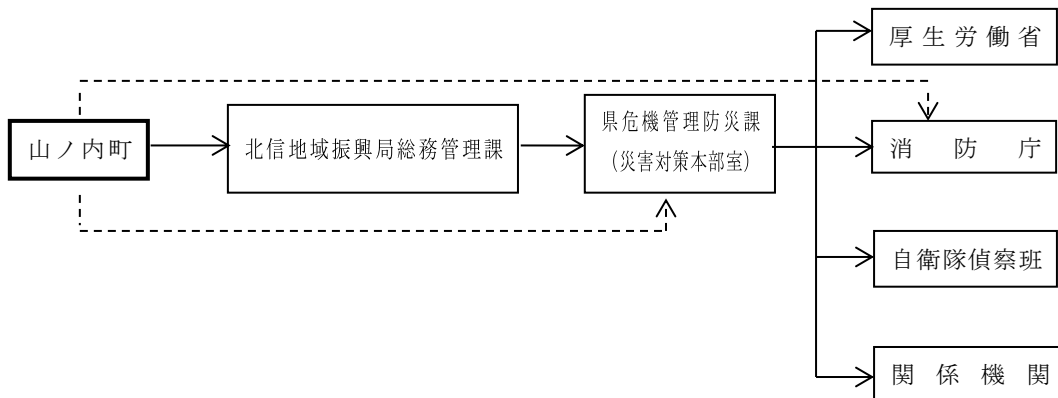 厚生労働省
山ノ内町
北信地域振興局総務管理課
県危機管理防災課
(災害対策本部室)
消防庁
自衛隊偵察班
関係機関